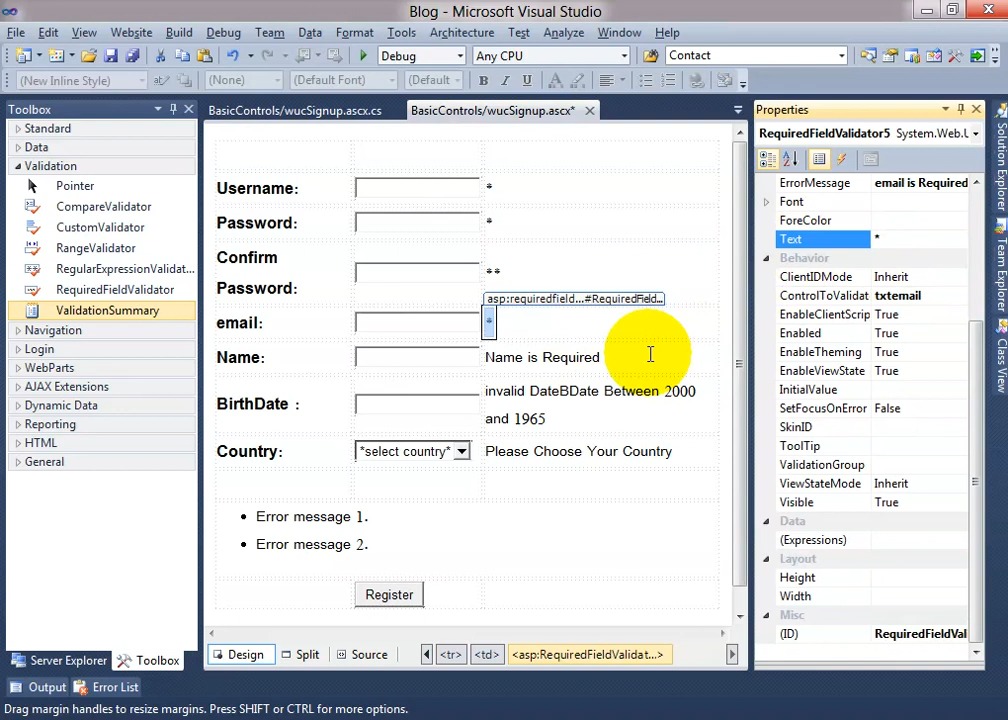 Blog - Microsoft Visual Studio
File Edit View Website Build Debug Team Data Format Tools Architecture Test Analyze Window Help
Debug Any CPU Contact
(New Inline Style) (None) (Default Font) (Default B I U A
Toolbox
BasicControls/wucSignup.ascx.cs BasicControls/wucSignup.ascx*
Properties
Standard
Data
Validation
Pointer
CompareValidator
CustomValidator
RangeValidator
RegularExpressionValidat...
RequiredFieldValidator
ValidationSummary
Navigation
Login
WebParts
AJAX Extensions
Dynamic Data
Reporting
HTML
General
Server Explorer Toolbox
Username: *
Password: *
Confirm
Password: **
asp:requiredfield...#RequiredField...
email: *
Name: Name is Required
invalid DateBDate Between 2000
BirthDate :
and 1965
Country: *select country* Please Choose Your Country
• Error message 1.
• Error message 2.
Register
Design Split Source <tr> <td> <asp:RequiredFieldValidat...>
RequiredFieldValidator5 System.Web.U
ErrorMessage email is Required
Font
ForeColor
Text *
Behavior
ClientIDMode Inherit
ControlToValidat txtemail
EnableClientScrip True
Enabled True
EnableTheming True
EnableViewState True
InitialValue
SetFocusOnError False
SkinID
ToolTip
ValidationGroup
ViewStateMode Inherit
Visible True
Data
(Expressions)
Layout
Height
Width
Misc
(ID) RequiredFieldVal
Solution Explorer
Team Explorer
Class View
Output Error List
Drag margin handles to resize margins. Press SHIFT or CTRL for more options.